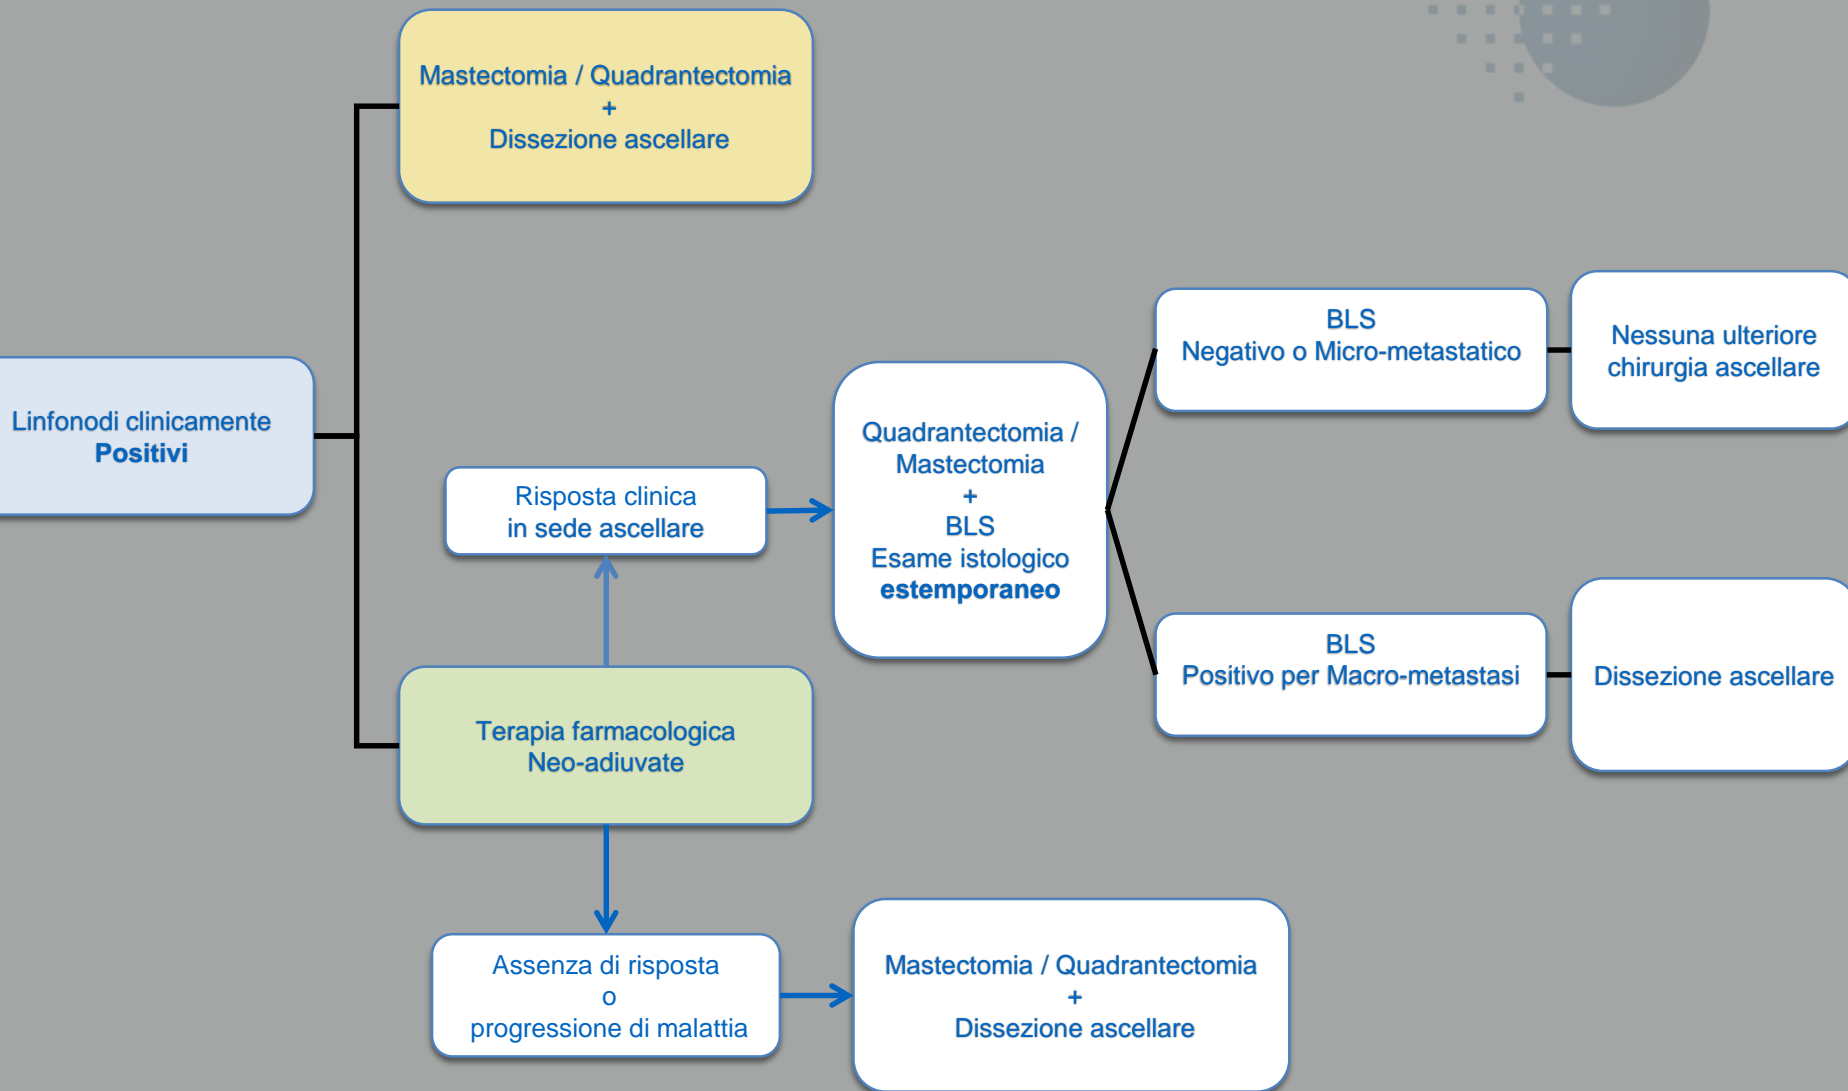 Mastectomia / Quadrantectomia
+
Dissezione ascellare
Linfonodi clinicamente
Positivi
Risposta clinica
in sede ascellare
Quadrantectomia /
Mastectomia
+
BLS
Esame istologico
estemporaneo
BLS
Negativo o Micro-metastatico
Nessuna ulteriore
chirurgia ascellare
BLS
Positivo per Macro-metastasi
Dissezione ascellare
Terapia farmacologica
Neo-adiuvate
Assenza di risposta
o
progressione di malattia
Mastectomia / Quadrantectomia
+
Dissezione ascellare